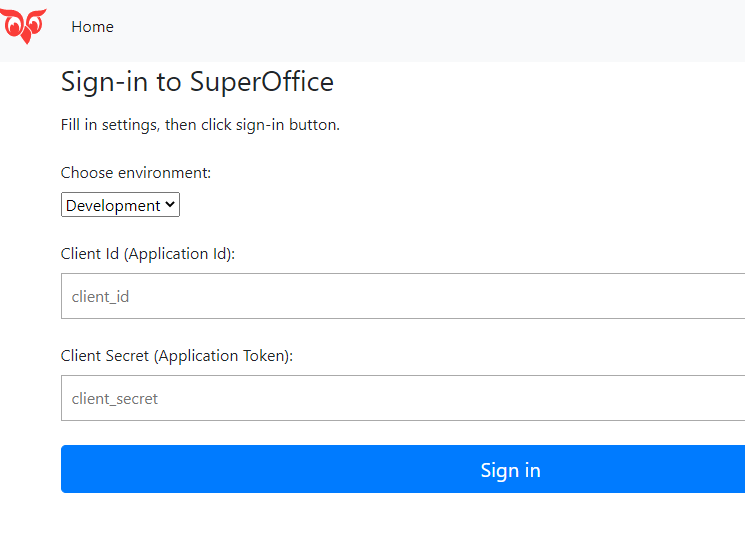 Home
Sign-in to SuperOffice
Fill in settings, then click sign-in button.
Choose environment:
Development
Client Id (Application Id):
client_id
Client Secret (Application Token):
client_secret
Sign in